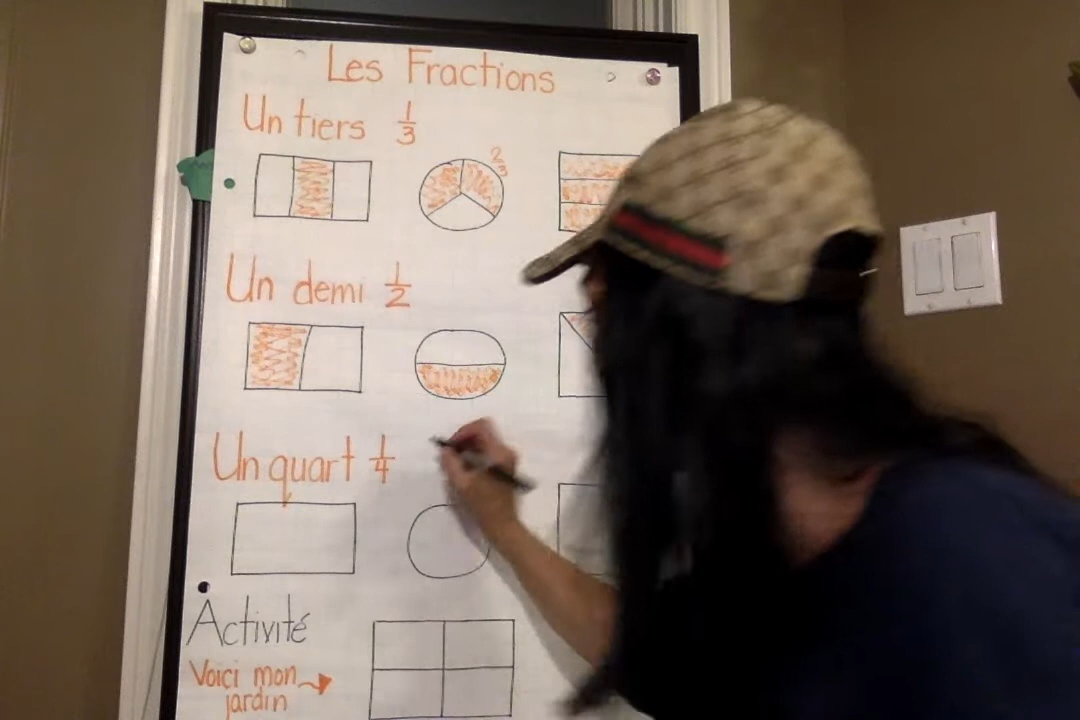 Les Fractions
Un tiers 1/3
2/3
Un demi 1/2
Un quart 1/4
Activité
Voici mon
jardin